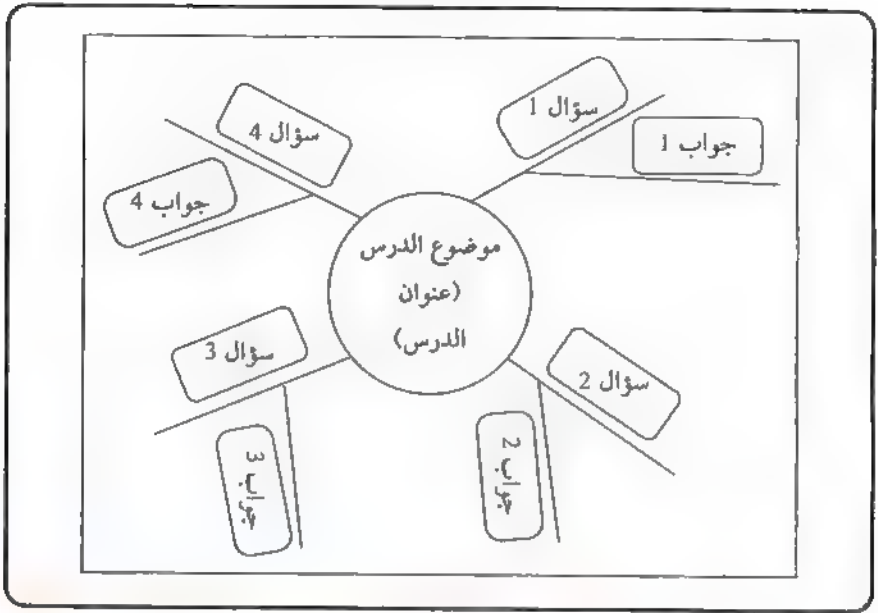 موضوع الدرس
(عنوان
الدرس)
سؤال 1
جواب 1
سؤال 2
جواب 2
سؤال 3
جواب 3
سؤال 4
جواب 4